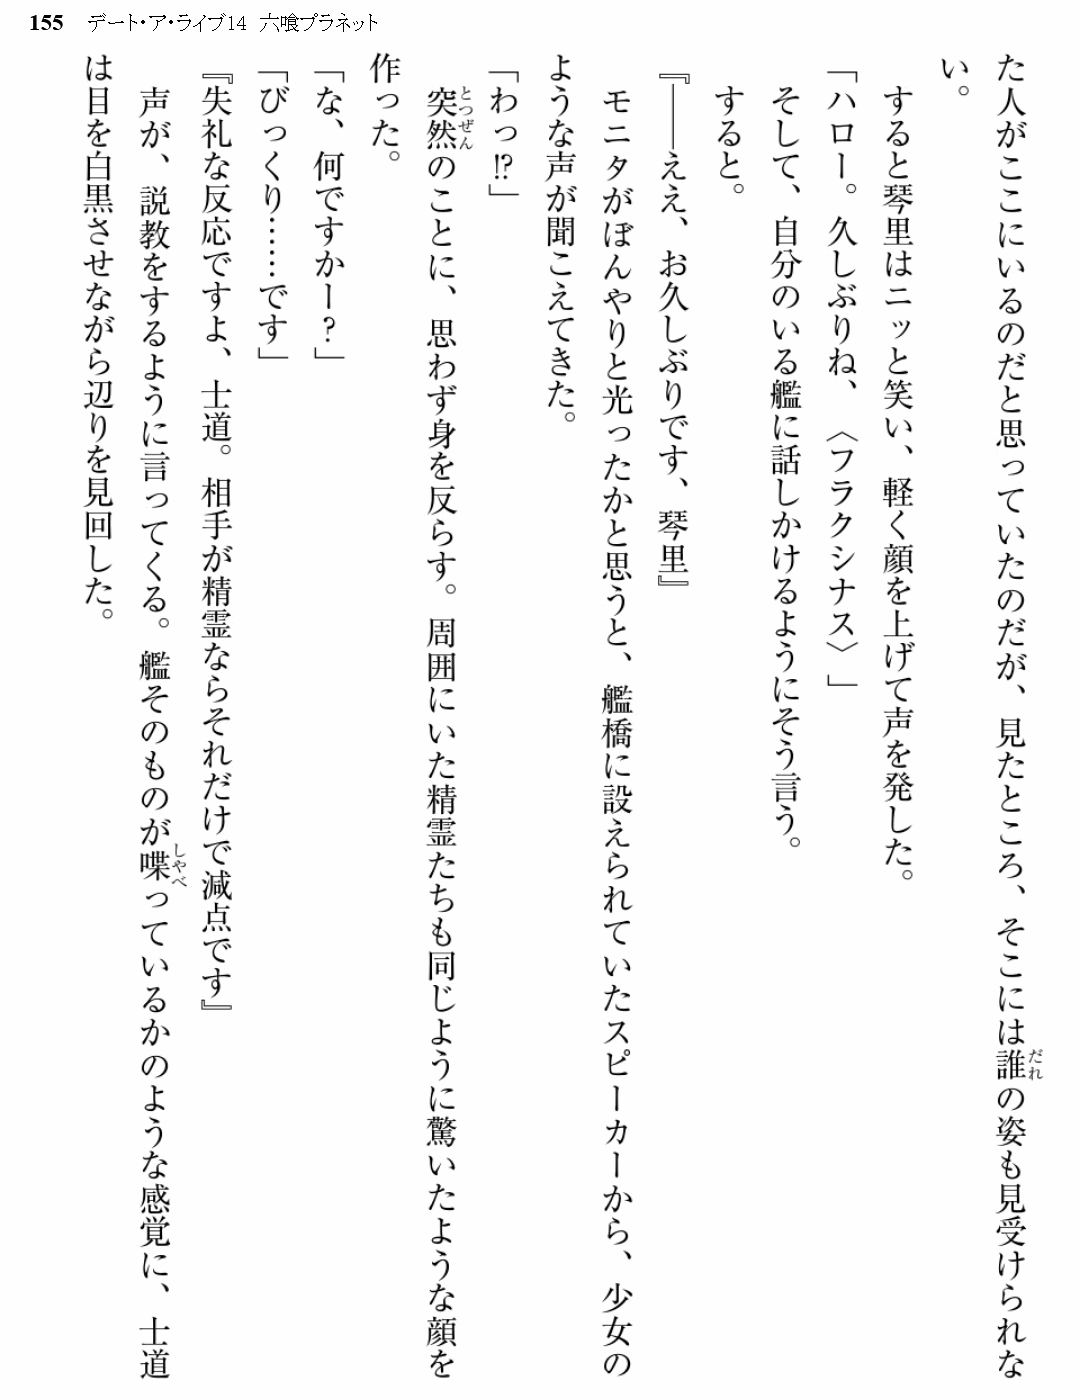 155　デート・ア・ライブ14　六喰プラネット
た人がここにいるのだと思っていたのだが、見たところ、そこには誰の姿も見受けられな
い。
　すると琴里はニッと笑い、軽く顔を上げて声を発した。
「ハロー。久しぶりね、〈フラクシナス〉」
　そして、自分のいる艦に話しかけるようにそう言う。
　すると。
『――ええ、お久しぶりです、琴里』
　モニタがぼんやりと光ったかと思うと、艦橋に設えられていたスピーカーから、少女の
ような声が聞こえてきた。
「わっ!?」
　突然のことに、思わず身を反らす。周囲にいた精霊たちも同じように驚いたような顔を
作った。
「な、何ですかー？」
「びっくり……です」
『失礼な反応ですよ、士道。相手が精霊ならそれだけで減点です』
　声が、説教をするように言ってくる。艦そのものが喋っているかのような感覚に、士道
は目を白黒させながら辺りを見回した。